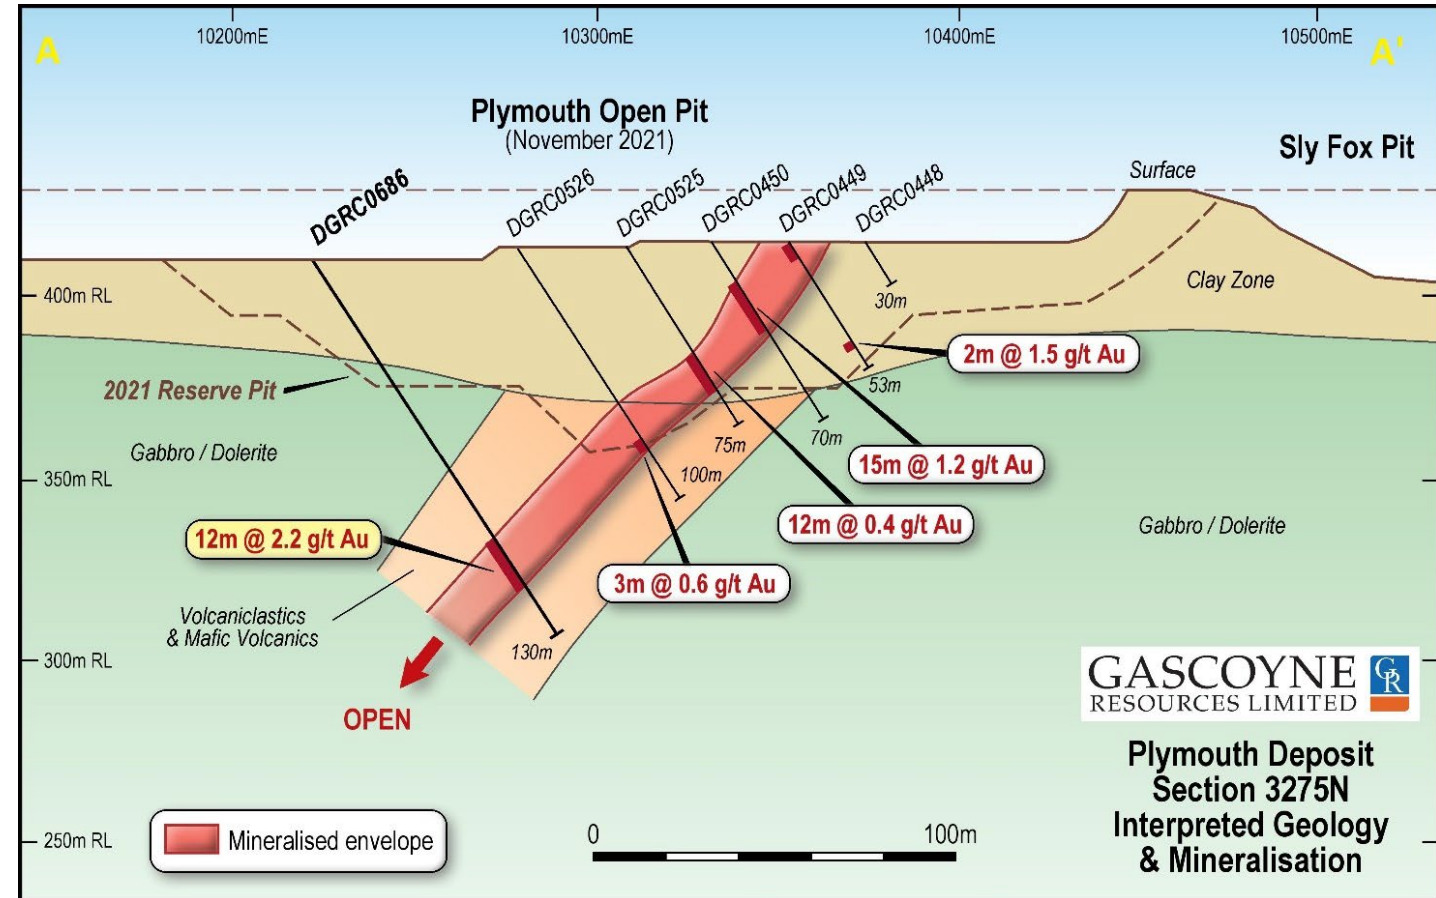 10200mE
10300mE
10400mE
10500mE
A
A'
Plymouth Open Pit
(November 2021)
Sly Fox Pit
Surface
DGRC0686
DGRC0526
DGRC0525
DGRC0450
DGRC0449
DGRC0448
Clay Zone
400m RL
30m
2m @ 1.5 g/t Au
2021 Reserve Pit
53m
75m
70m
Gabbro / Dolerite
15m @ 1.2 g/t Au
350m RL
100m
12m @ 0.4 g/t Au
Gabbro / Dolerite
12m @ 2.2 g/t Au
3m @ 0.6 g/t Au
Volcaniclastics
& Mafic Volcanics
130m
300m RL
OPEN
GASCOYNE
RESOURCES LIMITED
GR
Plymouth Deposit
Section 3275N
Interpreted Geology
& Mineralisation
250m RL
Mineralised envelope
0
100m